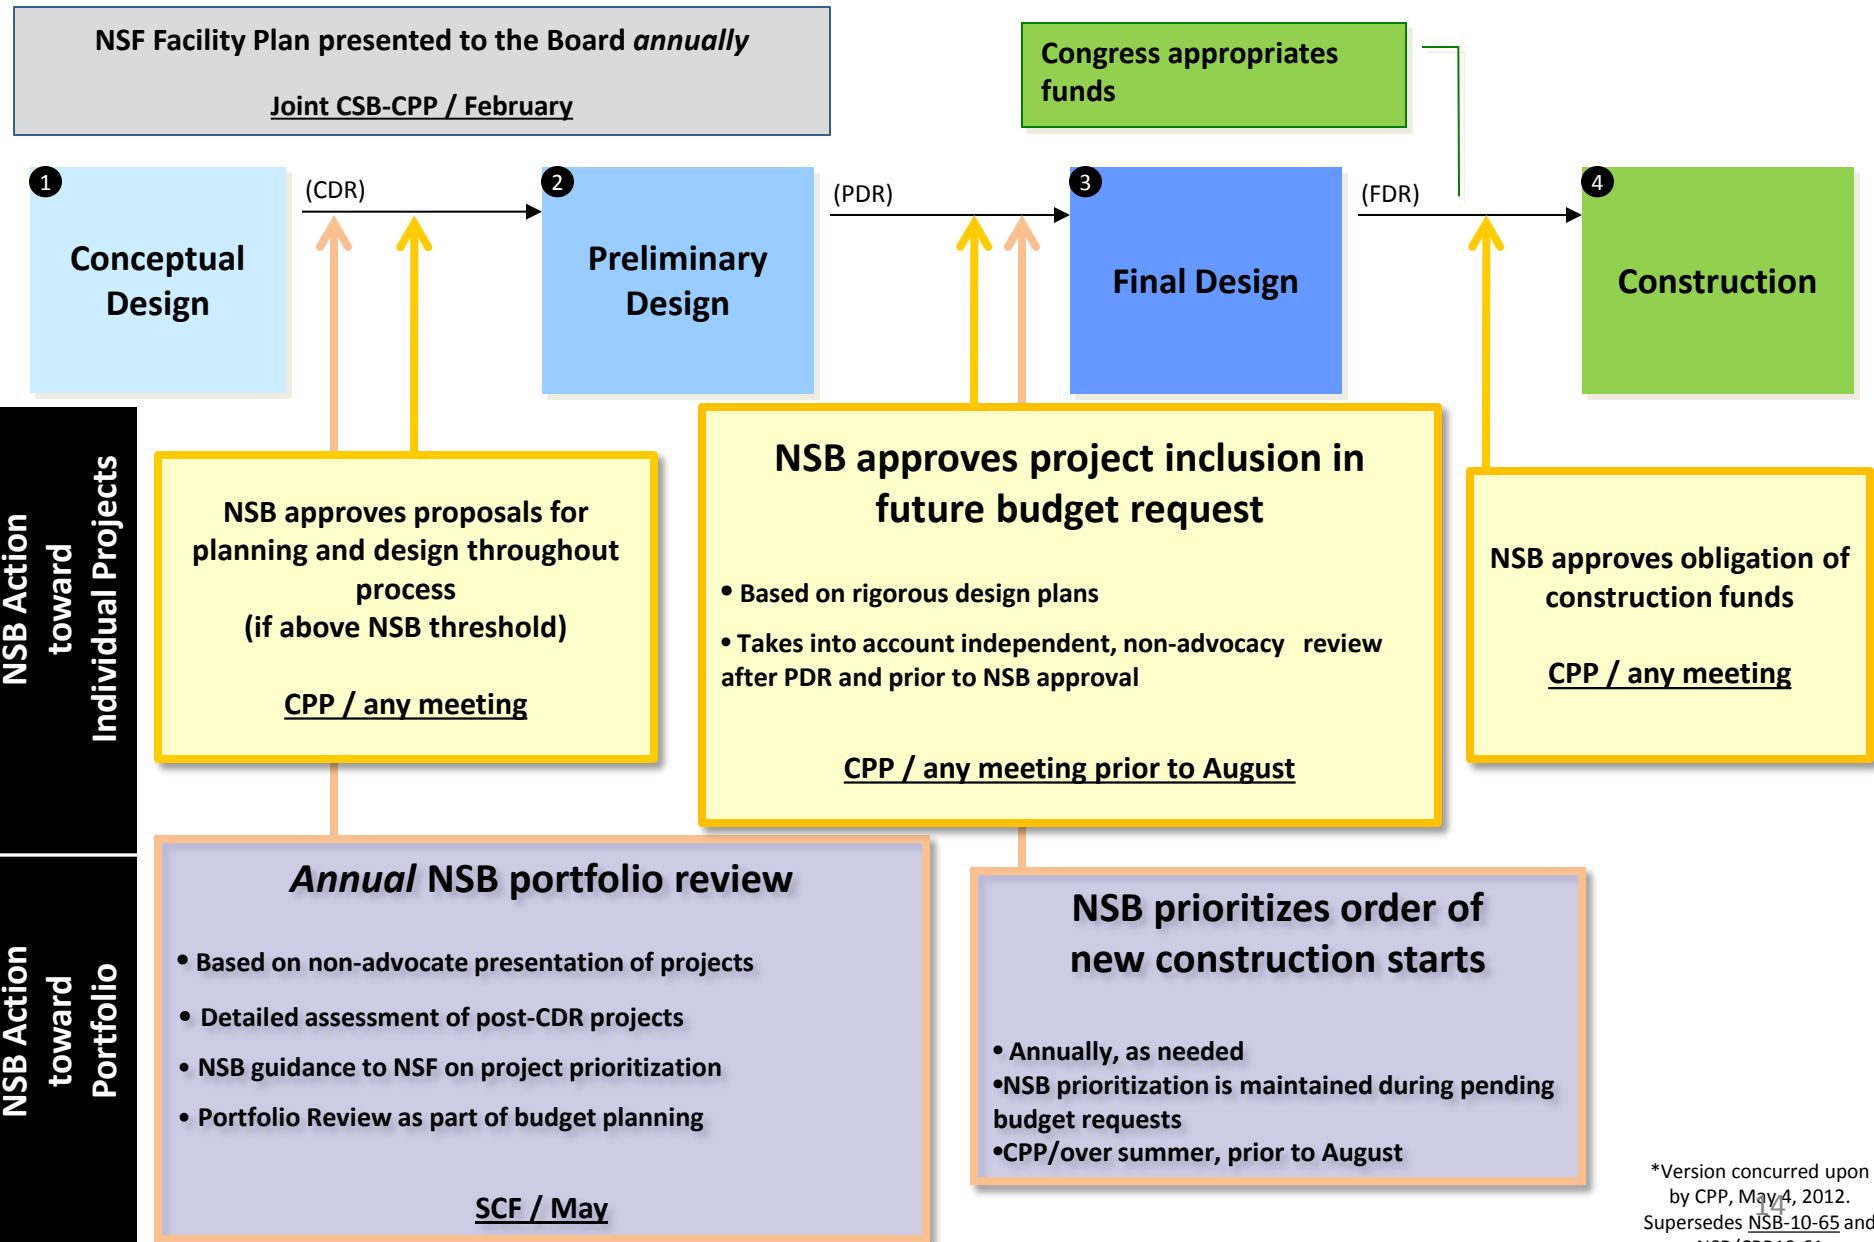 NSF Facility Plan presented to the Board annually
Joint CSB-CPP / February
Congress appropriates
funds
1
Conceptual
Design
(CDR)
2
Preliminary
Design
(PDR)
3
Final Design
(FDR)
4
Construction
NSB Action
toward
Individual Projects
NSB approves proposals for
planning and design throughout
process
(if above NSB threshold)
CPP / any meeting
NSB approves project inclusion in
future budget request
• Based on rigorous design plans
• Takes into account independent, non-advocacy review
after PDR and prior to NSB approval
CPP / any meeting prior to August
NSB approves obligation of
construction funds
CPP / any meeting
NSB Action
toward
Portfolio
Annual NSB portfolio review
• Based on non-advocate presentation of projects
• Detailed assessment of post-CDR projects
• NSB guidance to NSF on project prioritization
• Portfolio Review as part of budget planning
SCF / May
NSB prioritizes order of
new construction starts
• Annually, as needed
•NSB prioritization is maintained during pending
budget requests
•CPP/over summer, prior to August
*Version concurred upon
by CPP, May 4, 2012.
14
Supersedes NSB-10-65 and